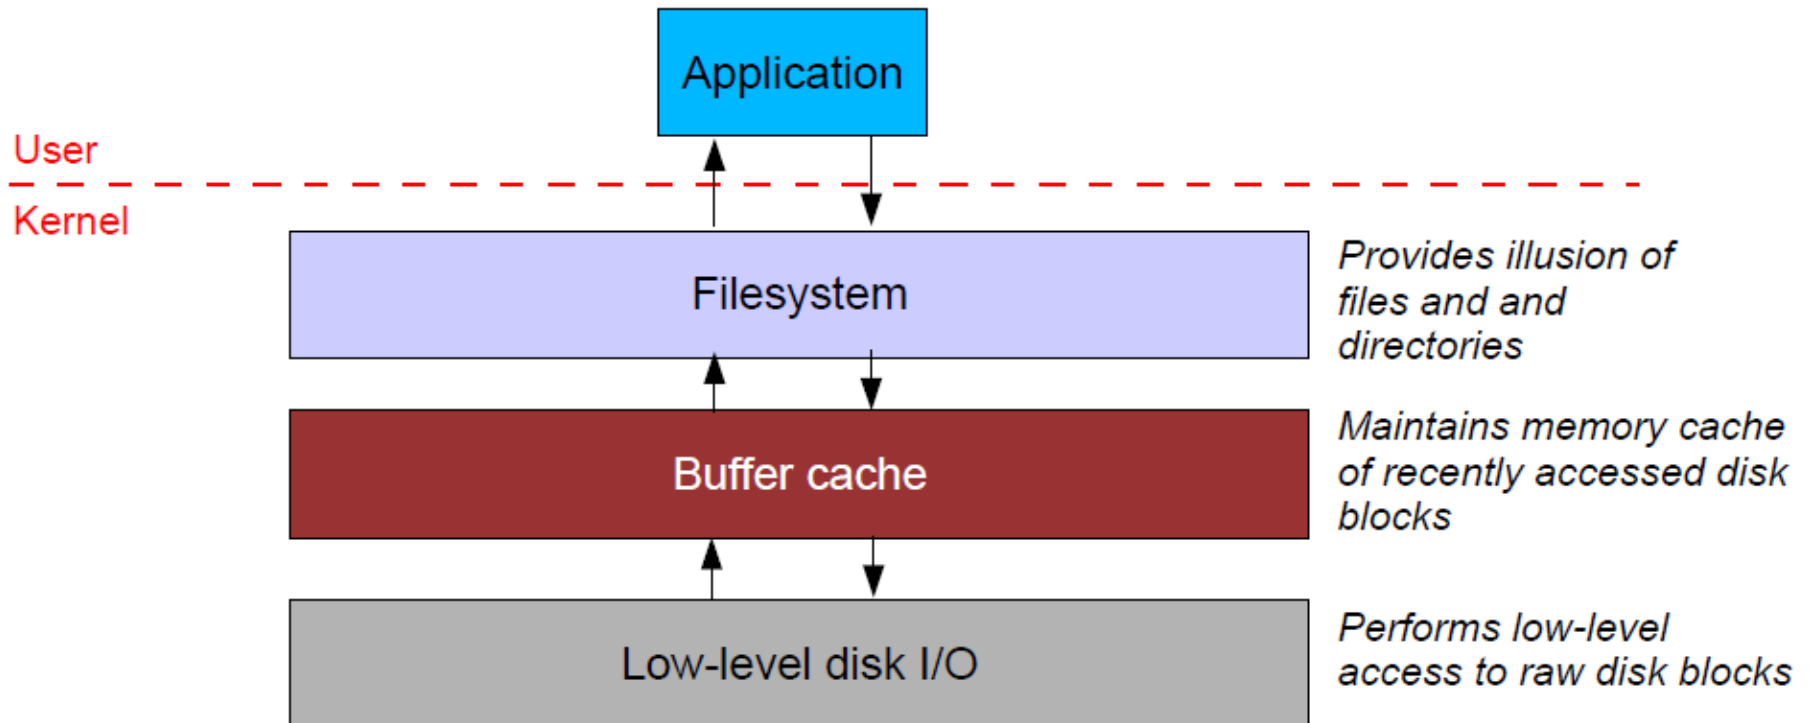 Application
User
Kernel
Filesystem
Provides illusion of
files and and
directories
Buffer cache
Maintains memory cache
of recently accessed disk
blocks
Low-level disk I/O
Performs low-level
access to raw disk blocks